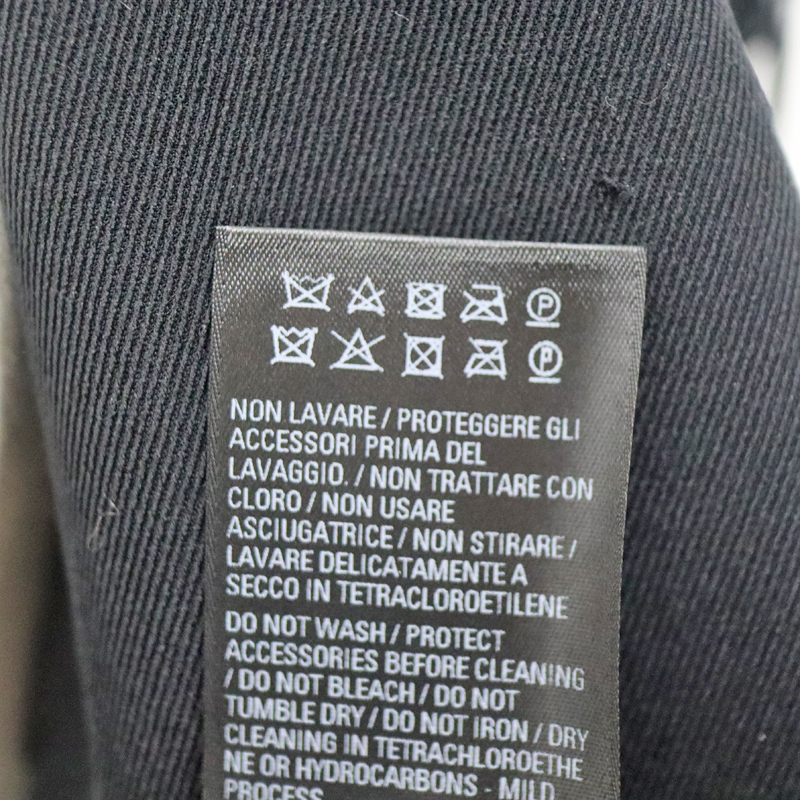 P
P
NON LAVARE / PROTEGGERE GLI
ACCESSORI PRIMA DEL
LAVAGGIO. / NON TRATTARE CON
CLORO / NON USARE
ASCIUGATRICE / NON STIRARE /
LAVARE DELICATAMENTE A
SECCO IN TETRACLOROETILENE
DO NOT WASH / PROTECT
ACCESSORIES BEFORE CLEANING
/ DO NOT BLEACH / DO NOT
TUMBLE DRY / DO NOT IRON / DRY
CLEANING IN TETRACHLOROETHE
NE OR HYDROCARBONS - MILD
PROCESS